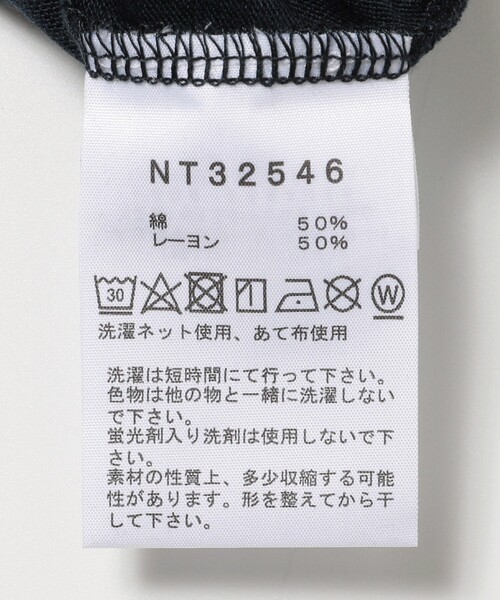 NT32546
綿 50%
レーヨン 50%
30 W
洗濯ネット使用、あて布使用
洗濯は短時間にて行って下さい。
色物は他の物と一緒に洗濯しない
で下さい。
蛍光剤入り洗剤は使用しないで下
さい。
素材の性質上、多少収縮する可能
性があります。形を整えてから干
して下さい。